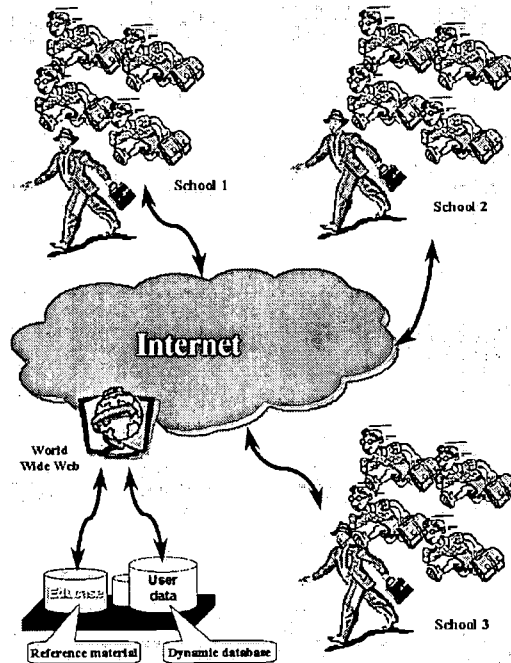 School 1
School 2
Internet
World
Wide Web
User
data
Reference material
Dynamic database
School 3